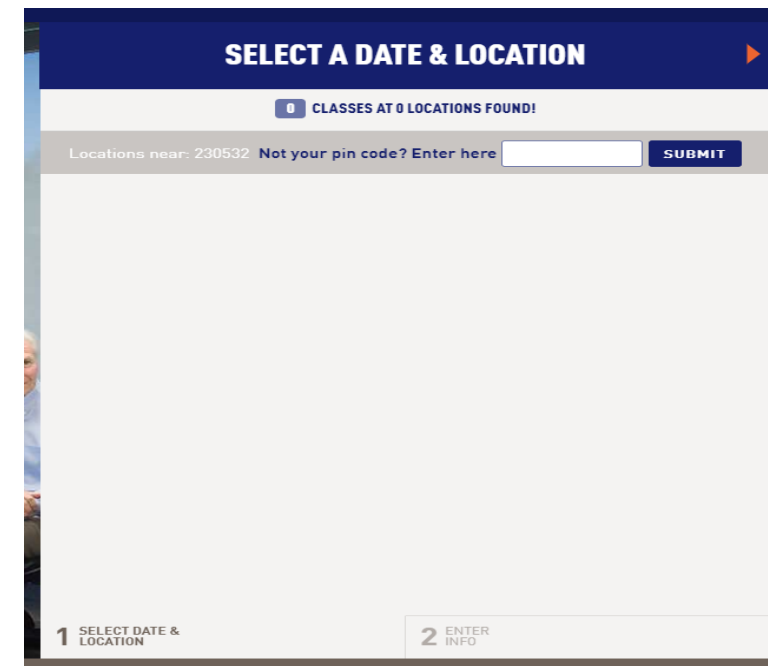 SELECT A DATE & LOCATION
0 CLASSES AT 0 LOCATIONS FOUND!
Locations near: 230532 Not your pin code? Enter here SUBMIT
1 SELECT DATE &
LOCATION
2 ENTER
INFO